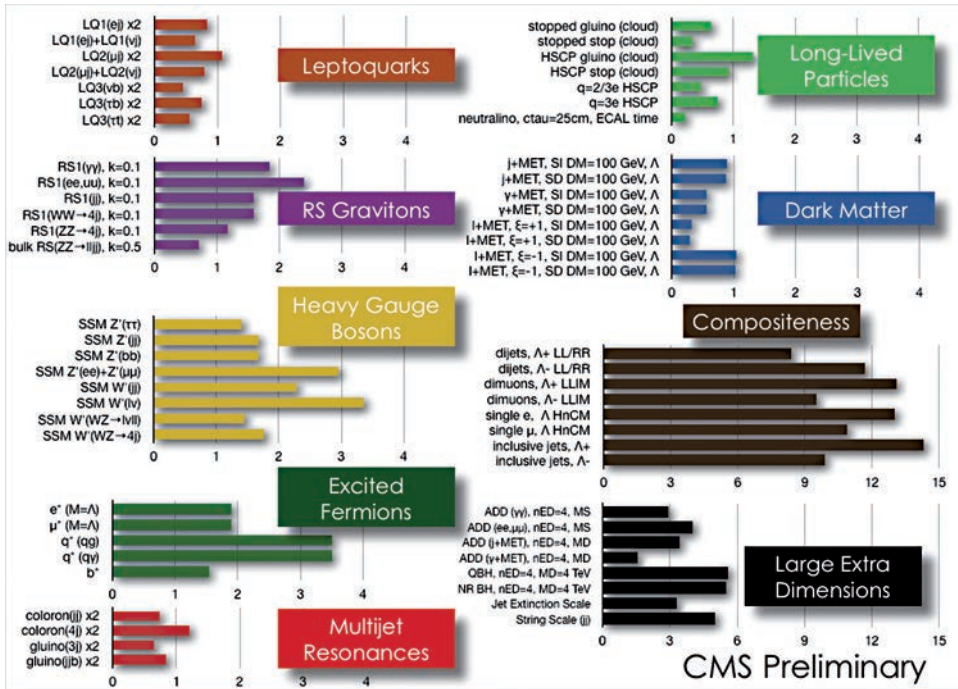 LQ1(ej) x2
LQ1(ej)+LQ1(νj)
LQ2(μj) x2
LQ2(μj)+LQ2(νj)
LQ3(νb) x2
LQ3(τb) x2
LQ3(τt) x2
0 1 2 3 4
Leptoquarks
RS1(γγ), k=0.1
RS1(ee,uu), k=0.1
RS1(jj), k=0.1
RS1(WW→4j), k=0.1
RS1(ZZ→4j), k=0.1
bulk RS(ZZ→lljj), k=0.5
0 1 2 3 4
RS Gravitons
Heavy Gauge
Bosons
SSM Z'(ττ)
SSM Z'(jj)
SSM Z'(bb)
SSM Z'(ee)+Z'(μμ)
SSM W'(jj)
SSM W'(lν)
SSM W'(WZ→lνll)
SSM W'(WZ→4j)
0 1 2 3 4
Excited
Fermions
e* (M=Λ)
μ* (M=Λ)
q* (qg)
q* (qγ)
b*
0 1 2 3 4
coloron(jj) x2
coloron(4j) x2
gluino(3j) x2
gluino(jjb) x2
0 1 2 3 4
Multijet
Resonances
stopped gluino (cloud)
stopped stop (cloud)
HSCP gluino (cloud)
HSCP stop (cloud)
q=2/3e HSCP
q=3e HSCP
neutralino, ctau=25cm, ECAL time
0 1 2 3 4
Long-Lived
Particles
j+MET, SI DM=100 GeV, Λ
j+MET, SD DM=100 GeV, Λ
γ+MET, SI DM=100 GeV, Λ
γ+MET, SD DM=100 GeV, Λ
l+MET, ξ=+1, SI DM=100 GeV, Λ
l+MET, ξ=+1, SD DM=100 GeV, Λ
l+MET, ξ=-1, SI DM=100 GeV, Λ
l+MET, ξ=-1, SD DM=100 GeV, Λ
0 1 2 3 4
Dark Matter
Compositeness
dijets, Λ+ LL/RR
dijets, Λ- LL/RR
dimuons, Λ+ LLIM
dimuons, Λ- LLIM
single e, Λ HnCM
single μ, Λ HnCM
inclusive jets, Λ+
inclusive jets, Λ-
0 3 6 9 12 15
ADD (γγ), nED=4, MS
ADD (ee,μμ), nED=4, MS
ADD (j+MET), nED=4, MD
ADD (γ+MET), nED=4, MD
QBH, nED=4, MD=4 TeV
NR BH, nED=4, MD=4 TeV
Jet Extinction Scale
String Scale (jj)
0 3 6 9 12 15
Large Extra
Dimensions
CMS Preliminary